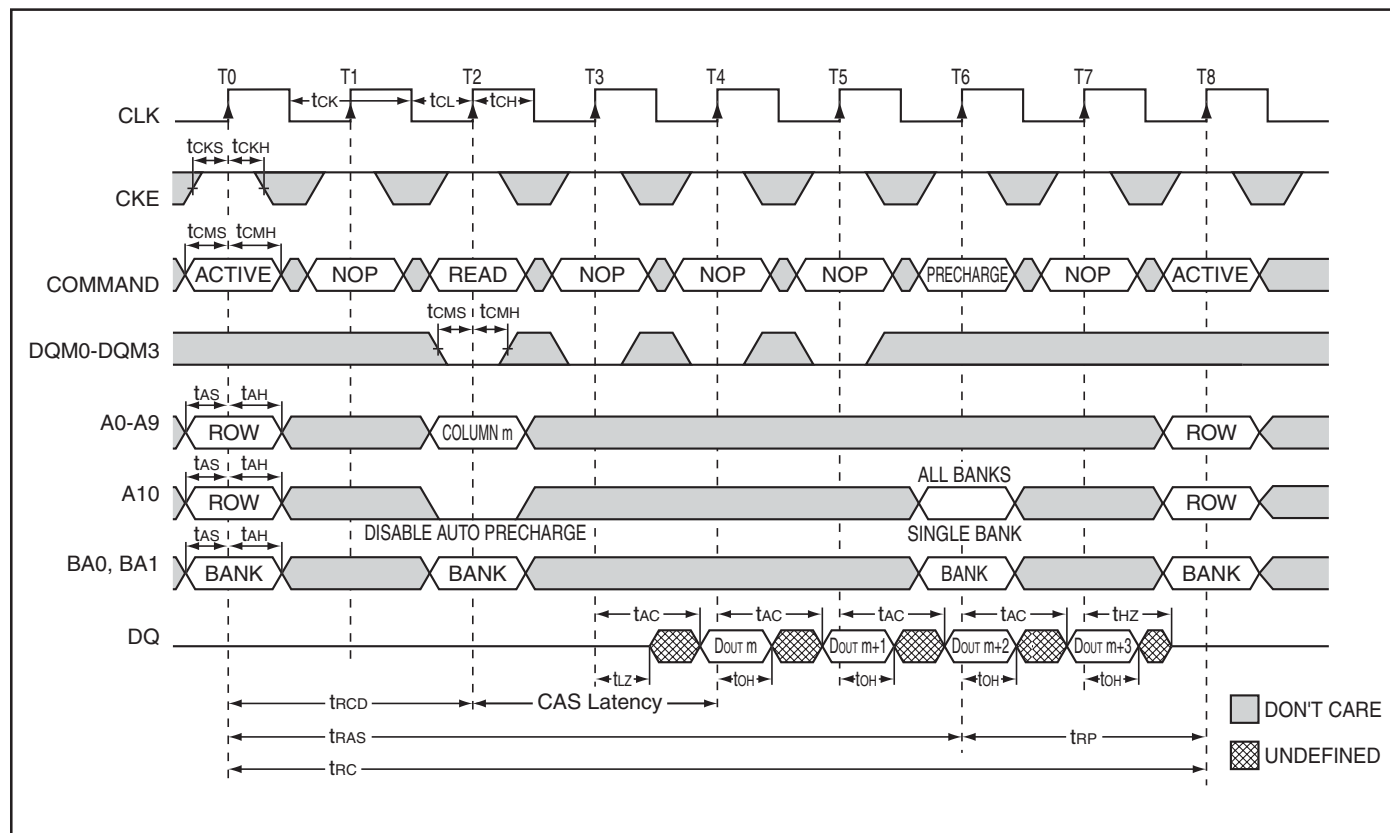 T0 T1 T2 T3 T4 T5 T6 T7 T8
tCK tCL tCH
CLK
tCKS tCKH
CKE
tCMS tCMH
COMMAND ACTIVE NOP READ NOP NOP NOP PRECHARGE NOP ACTIVE
tCMS tCMH
DQM0-DQM3
tAS tAH
A0-A9 ROW COLUMN m ROW
tAS tAH ALL BANKS
A10 ROW ROW
DISABLE AUTO PRECHARGE SINGLE BANK
tAS tAH
BA0, BA1 BANK BANK BANK BANK
tAC tAC tAC tAC tHZ
DQ DOUT m DOUT m+1 DOUT m+2 DOUT m+3
tLZ tOH tOH tOH tOH
tRCD CAS Latency
DON'T CARE
tRAS tRP
UNDEFINED
tRC